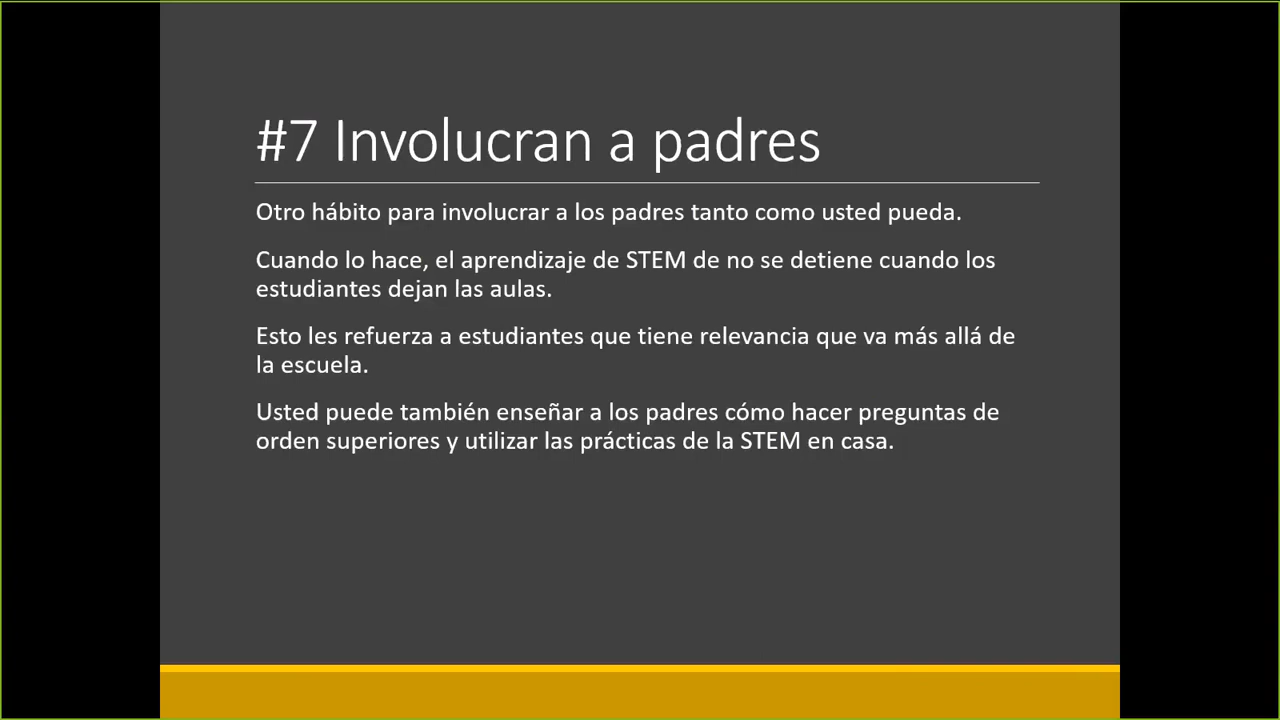 #7 Involucran a padres
Otro hábito para involucrar a los padres tanto como usted pueda.
Cuando lo hace, el aprendizaje de STEM de no se detiene cuando los
estudiantes dejan las aulas.
Esto les refuerza a estudiantes que tiene relevancia que va más allá de
la escuela.
Usted puede también enseñar a los padres cómo hacer preguntas de
orden superiores y utilizar las prácticas de la STEM en casa.